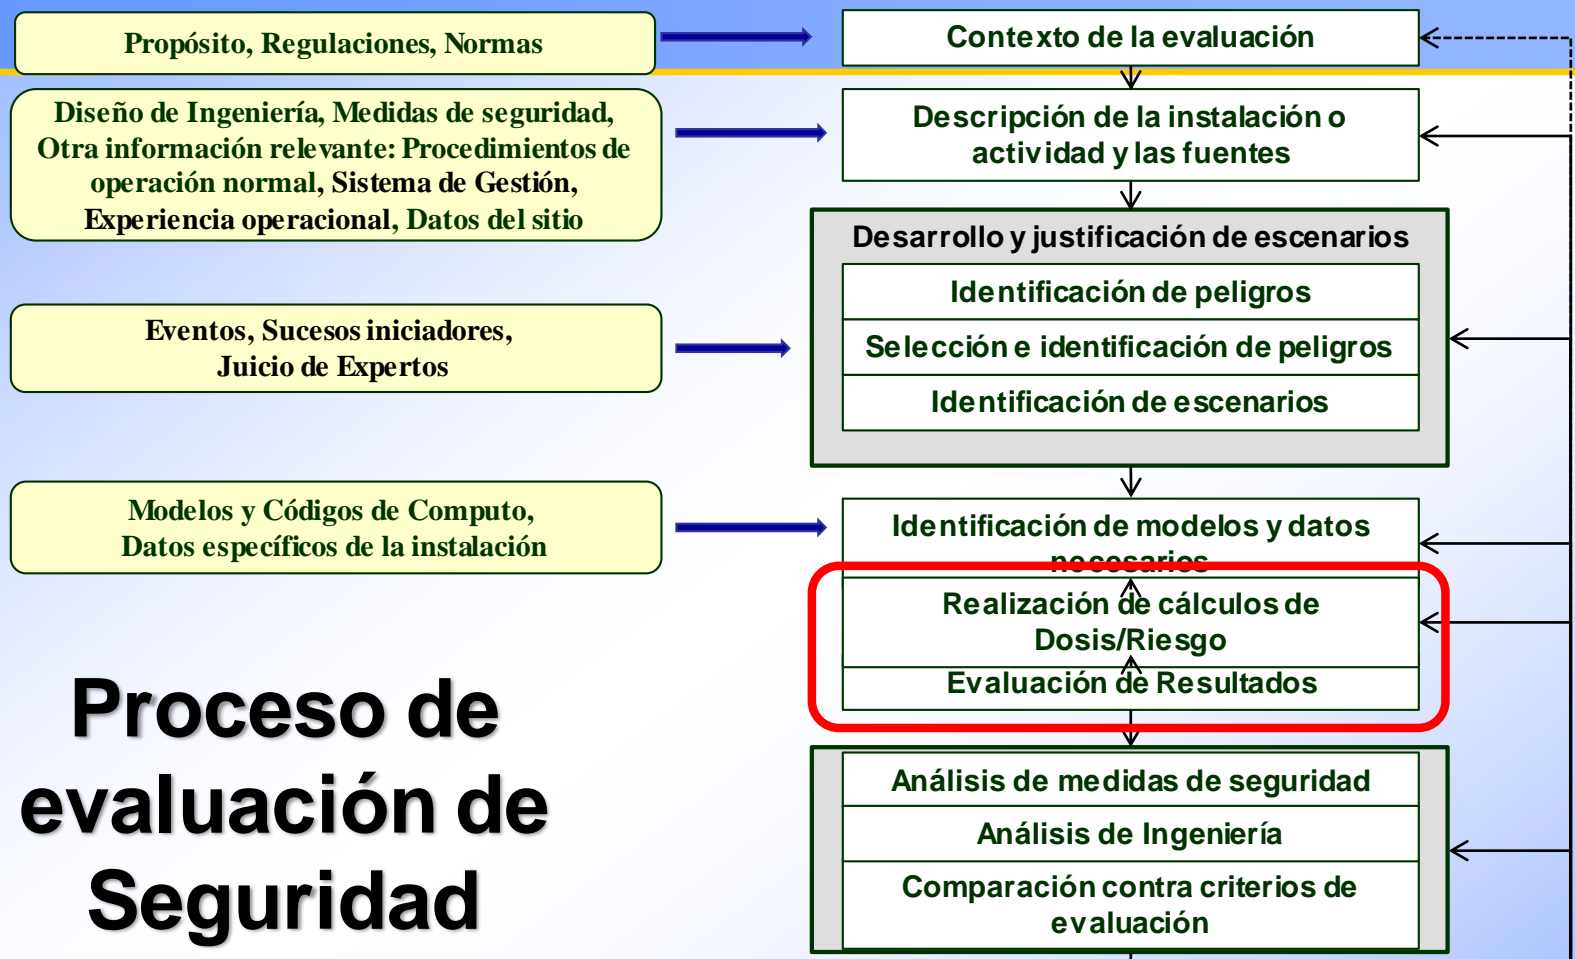 Propósito, Regulaciones, Normas
Contexto de la evaluación
Diseño de Ingeniería, Medidas de seguridad,
Otra información relevante: Procedimientos de
operación normal, Sistema de Gestión,
Experiencia operacional, Datos del sitio
Descripción de la instalación o
actividad y las fuentes
Desarrollo y justificación de escenarios
Identificación de peligros
Selección e identificación de peligros
Identificación de escenarios
Eventos, Sucesos iniciadores,
Juicio de Expertos
Modelos y Códigos de Computo,
Datos específicos de la instalación
Identificación de modelos y datos
necesarios
Realización de cálculos de
Dosis/Riesgo
Evaluación de Resultados
Análisis de medidas de seguridad
Análisis de Ingeniería
Comparación contra criterios de
evaluación
Proceso de
evaluación de
Seguridad